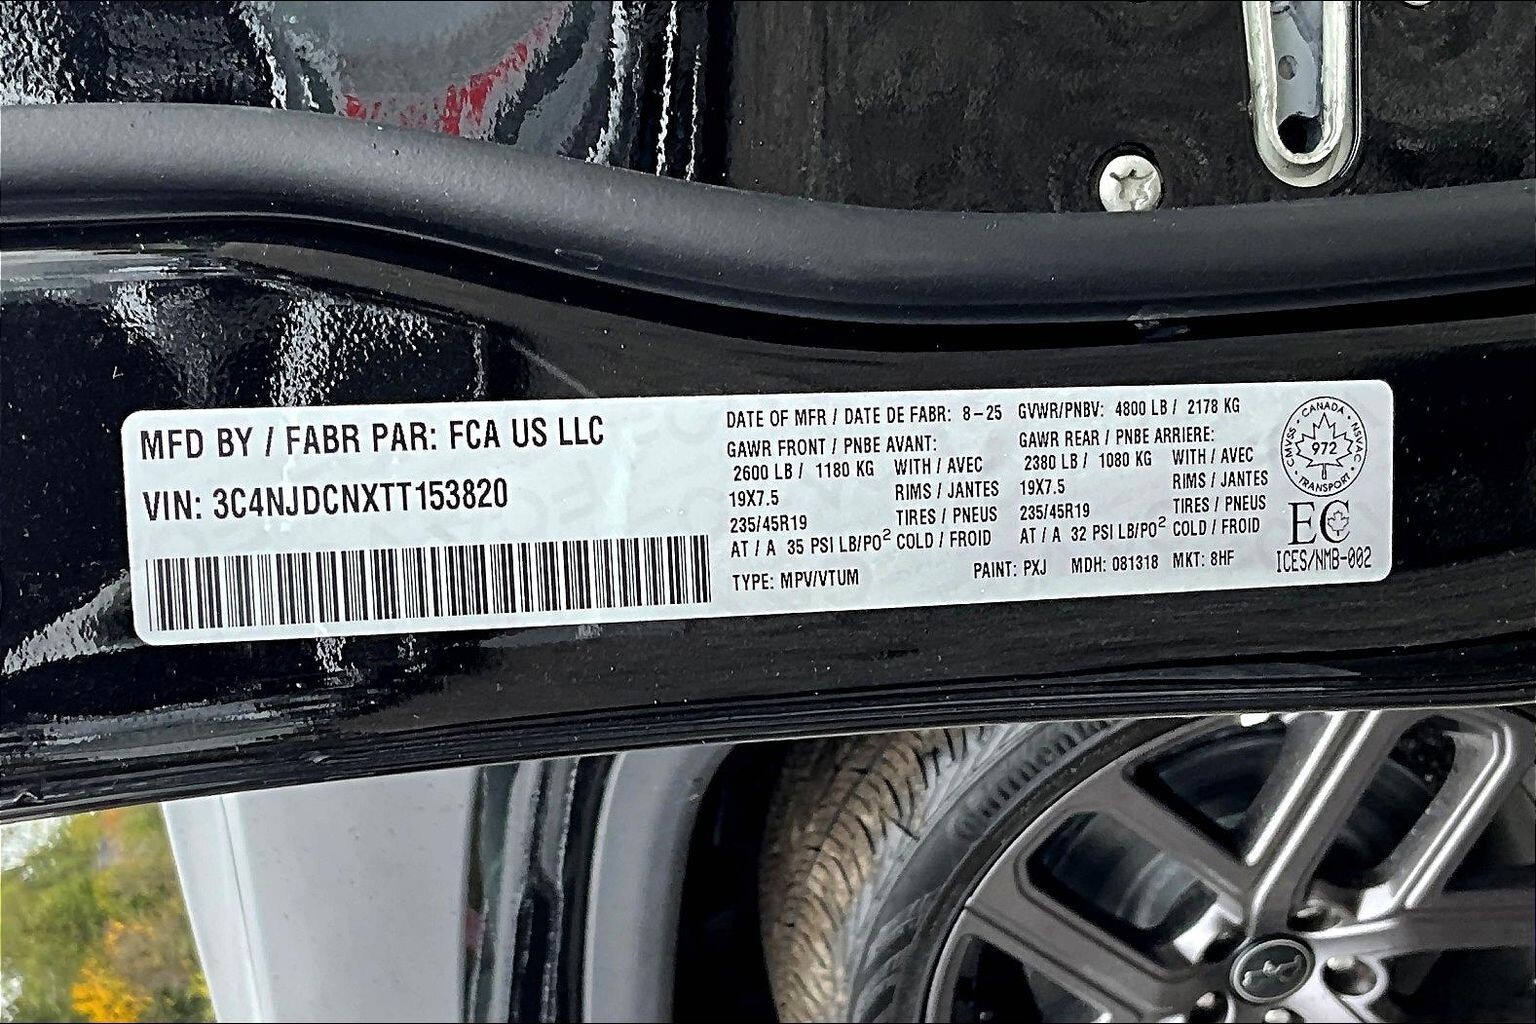 MFD BY / FABR PAR: FCA US LLC
VIN: 3C4NJDCNXTT153820
DATE OF MFR / DATE DE FABR: 8-25 GVWR/PNBV: 4800 LB / 2178 KG
GAWR FRONT / PNBE AVANT: GAWR REAR / PNBE ARRIERE:
2600 LB / 1180 KG WITH / AVEC 2380 LB / 1080 KG WITH / AVEC
19X7.5 RIMS / JANTES 19X7.5 RIMS / JANTES
235/45R19 TIRES / PNEUS 235/45R19 TIRES / PNEUS
AT / A 35 PSI LB/PO² COLD / FROID AT / A 32 PSI LB/PO² COLD / FROID
TYPE: MPV/VTUM PAINT: PXJ MDH: 081318 MKT: 8HF
CANADA
CMVSS 972 NSVAC
TRANSPORT
EC
ICES/NMB-002
Jeep